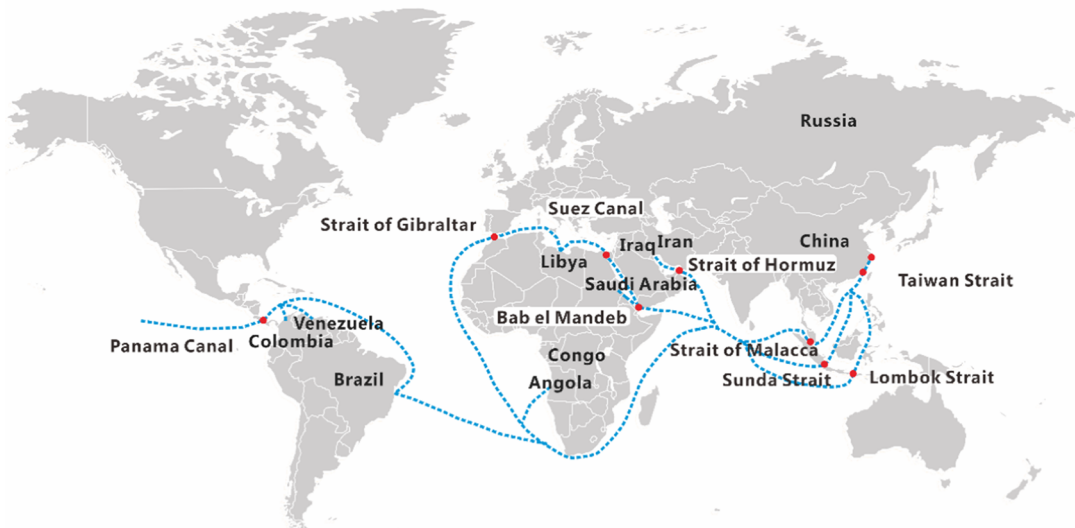 Russia
Suez Canal
Strait of Gibraltar
Iraq
Iran
China
Libya
Strait of Hormuz
Saudi Arabia
Taiwan Strait
Bab el Mandeb
Venezuela
Panama Canal
Colombia
Congo
Strait of Malacca
Brazil
Angola
Sunda Strait
Lombok Strait